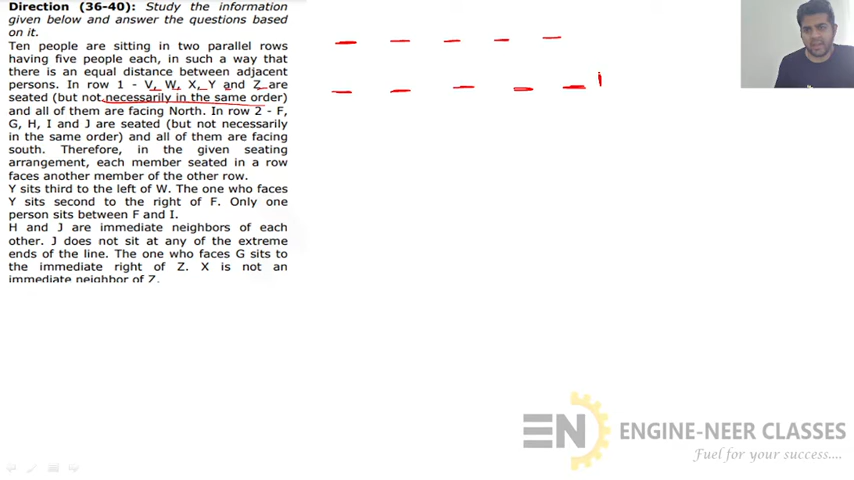 Direction (36-40): Study the information
given below and answer the questions based
on it.
Ten people are sitting in two parallel rows
having five people each, in such a way that
there is an equal distance between adjacent
persons. In row 1 - V, W, X, Y and Z are
seated (but not necessarily in the same order)
and all of them are facing North. In row 2 - F,
G, H, I and J are seated (but not necessarily
in the same order) and all of them are facing
south. Therefore, in the given seating
arrangement, each member seated in a row
faces another member of the other row.
Y sits third to the left of W. The one who faces
Y sits second to the right of F. Only one
person sits between F and I.
H and J are immediate neighbors of each
other. J does not sit at any of the extreme
ends of the line. The one who faces G sits to
the immediate right of Z. X is not an
immediate neighbor of Z.
EN ENGINE-NEER CLASSES
Fuel for your success....